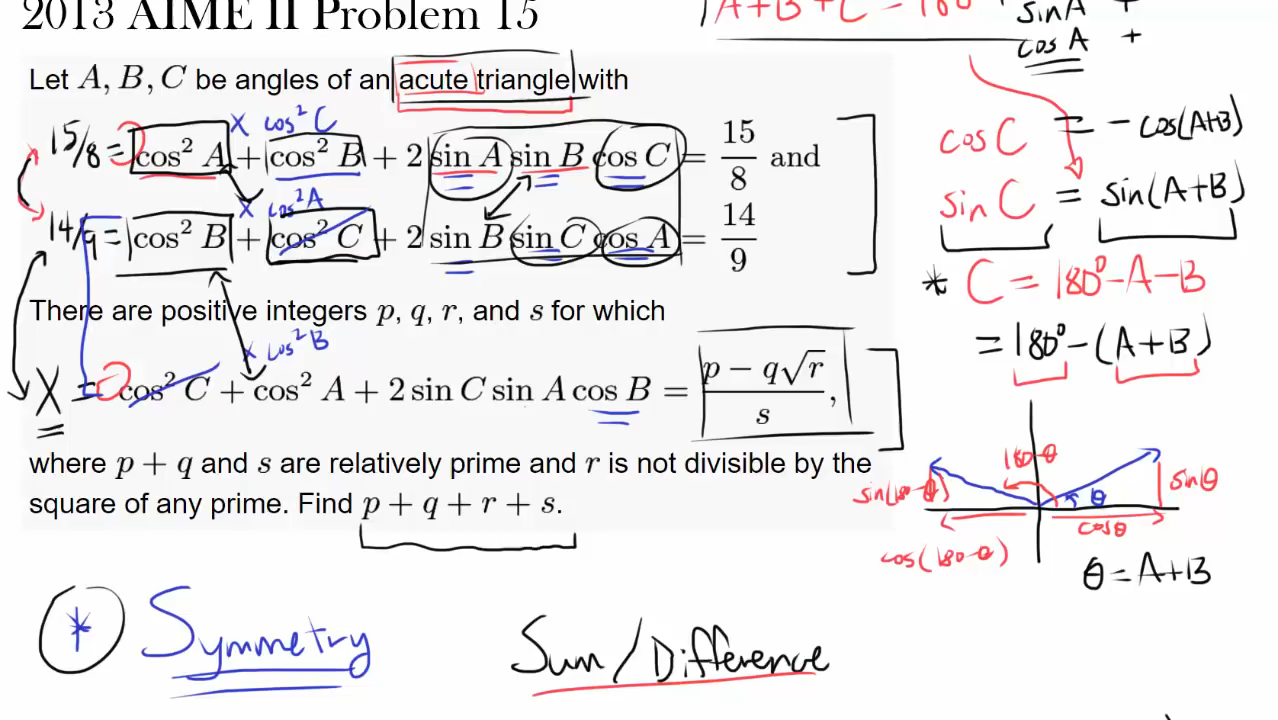 2013 AIME II Problem 15
A+B+C = 180°
sin A +
cos A +
Let A, B, C be angles of an acute triangle with
× cos² C
15/8 = cos² A + cos² B + 2 sin A sin B cos C = 15/8 and
× cos² A
14/9 = cos² B + cos² C + 2 sin B sin C cos A = 14/9
There are positive integers p, q, r, and s for which
× cos² B
X = cos² C + cos² A + 2 sin C sin A cos B = p − q√r / s,
where p + q and s are relatively prime and r is not divisible by the
square of any prime. Find p + q + r + s.
* Symmetry
Sum / Difference
cos C = - cos(A+B)
sin C = sin(A+B)
* C = 180° - A - B
= 180° - (A+B)
180-θ
sin(180-θ)
θ
sinθ
cosθ
cos(180-θ)
θ = A+B